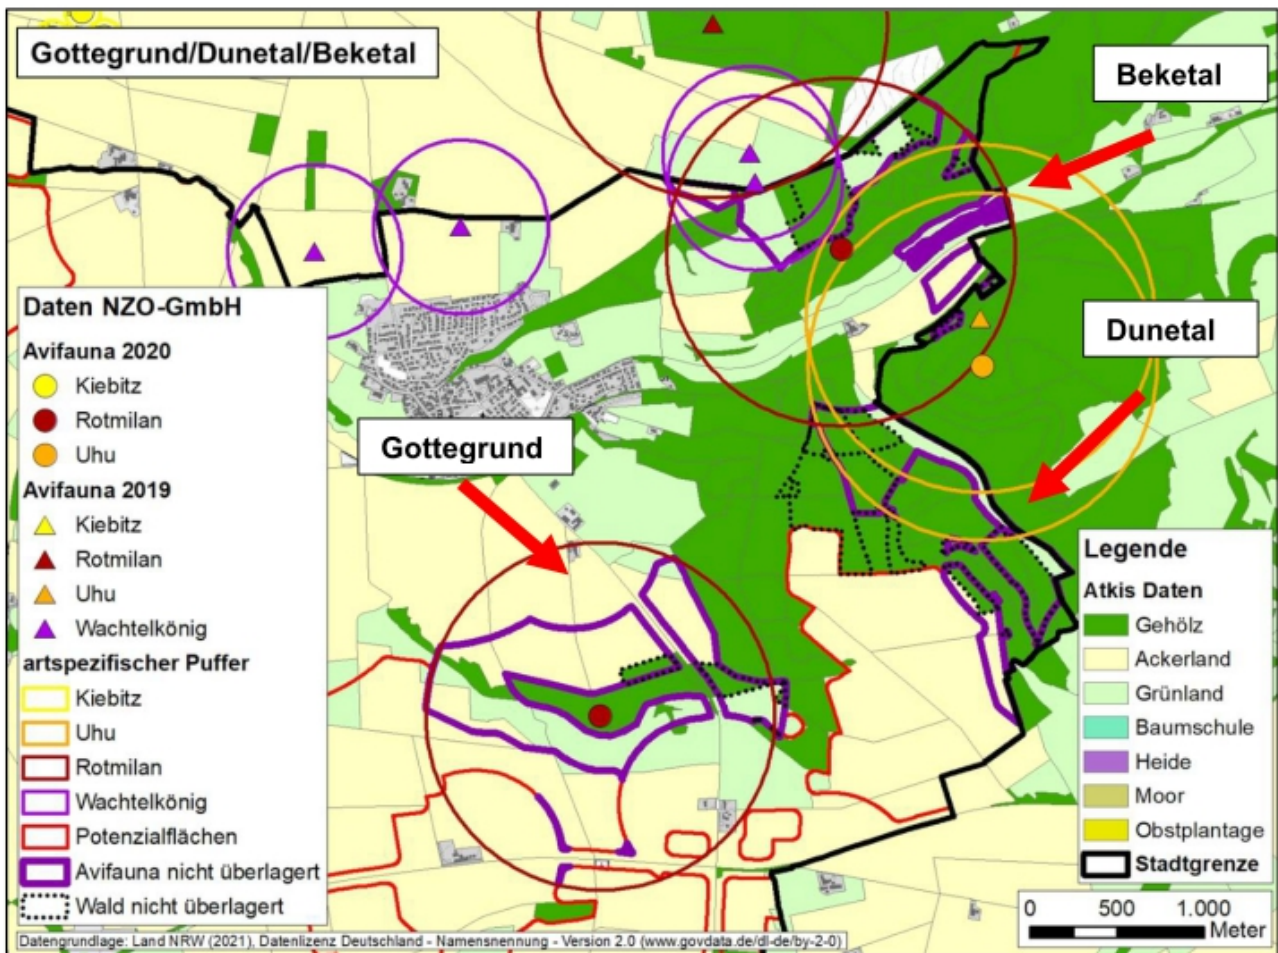 Gottegrund/Dunetal/Beketal
Beketal
Dunetal
Gottegrund
Daten NZO-GmbH
Avifauna 2020
Kiebitz
Rotmilan
Uhu
Avifauna 2019
Kiebitz
Rotmilan
Uhu
Wachtelkönig
artspezifischer Puffer
Kiebitz
Uhu
Rotmilan
Wachtelkönig
Potenzialflächen
Avifauna nicht überlagert
Wald nicht überlagert
Legende
Atkis Daten
Gehölz
Ackerland
Grünland
Baumschule
Heide
Moor
Obstplantage
Stadtgrenze
0 500 1.000
Meter
Datengrundlage: Land NRW (2021), Datenlizenz Deutschland - Namensnennung - Version 2.0 (www.govdata.de/dl-de/by-2-0)